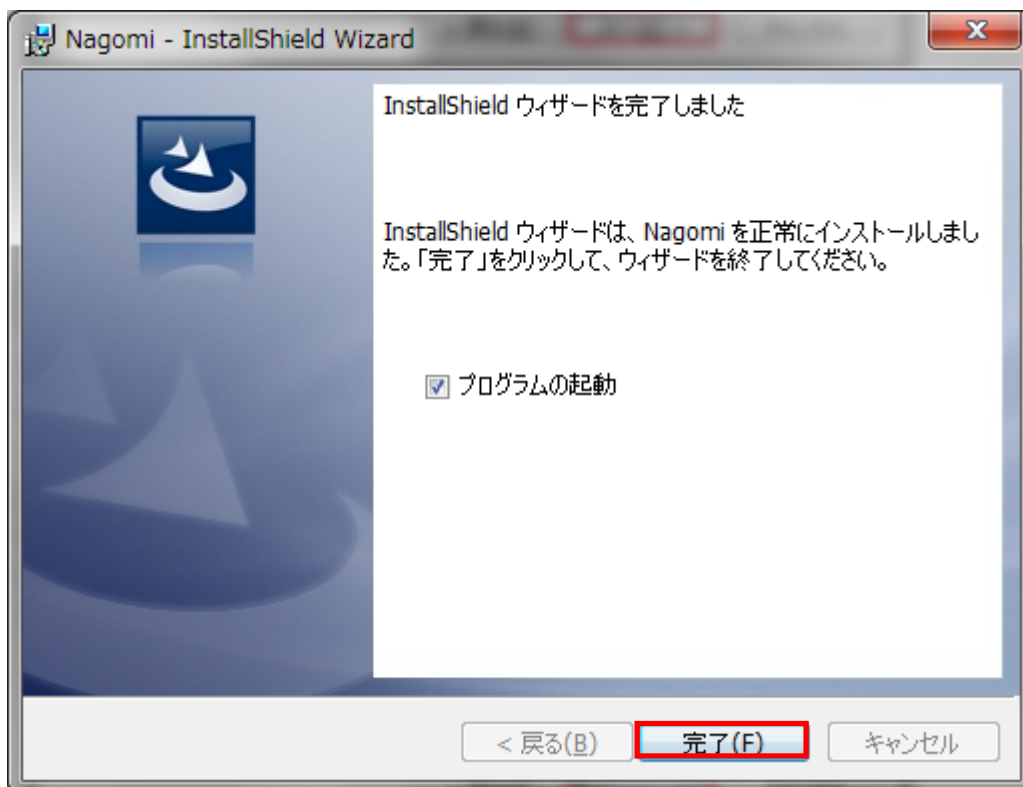 Nagomi - InstallShield Wizard
InstallShield ウィザードを完了しました
InstallShield ウィザードは、Nagomi を正常にインストールしまし
た。「完了」をクリックして、ウィザードを終了してください。
プログラムの起動
< 戻る(B) 完了(F) キャンセル